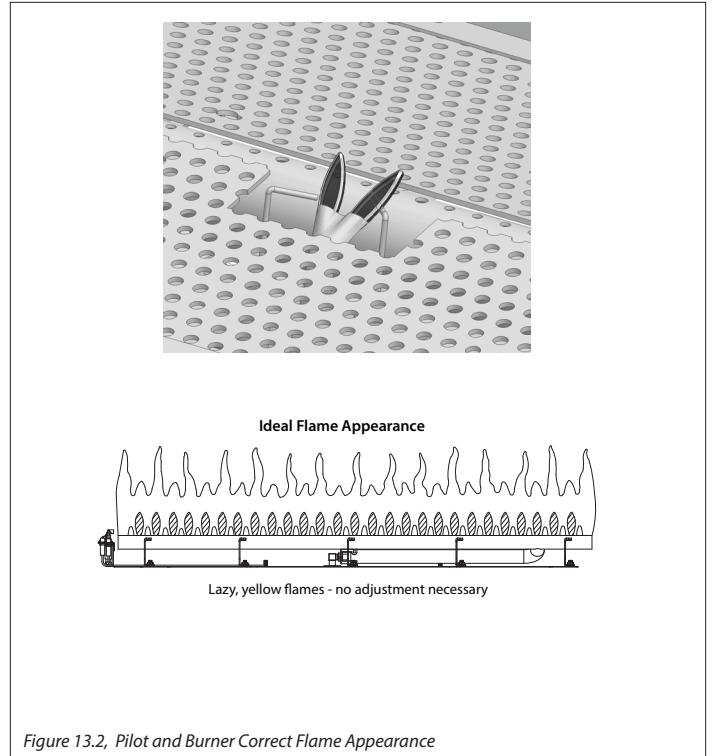 Ideal Flame Appearance
Lazy, yellow flames - no adjustment necessary
Figure 13.2,  Pilot and Burner Correct Flame Appearance